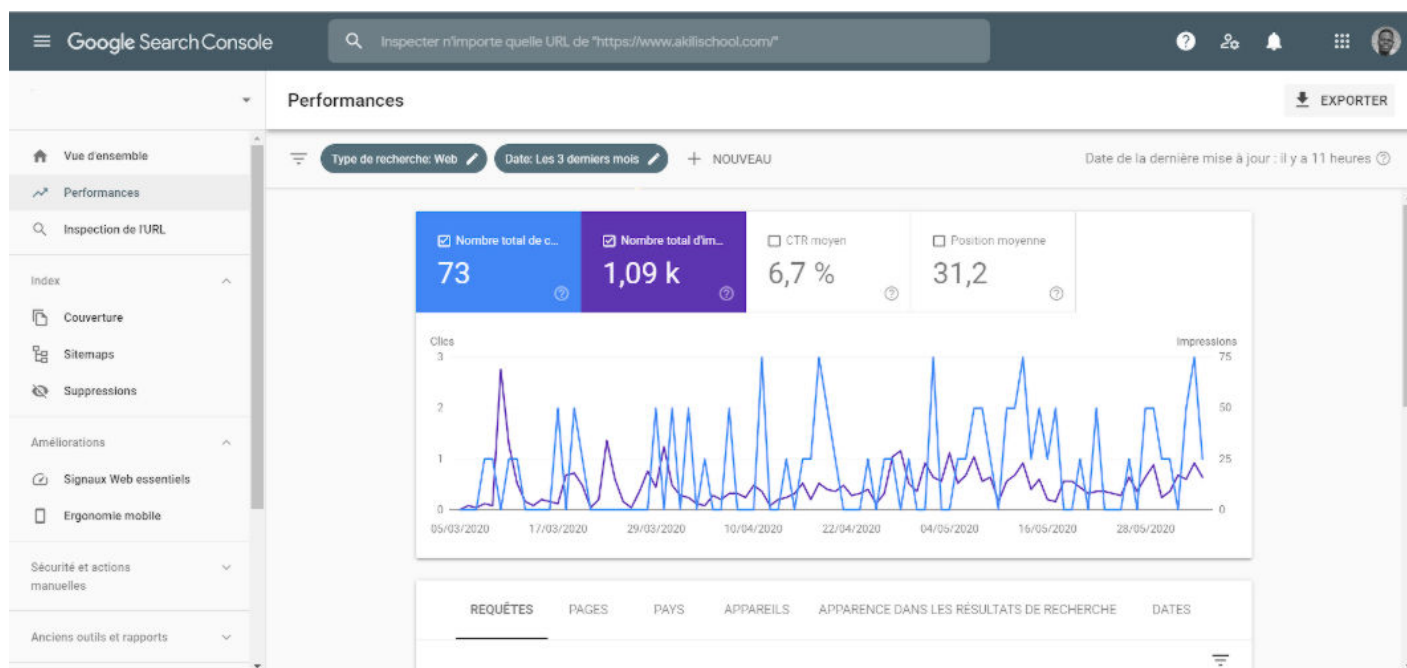 Google Search Console
Inspecter n'importe quelle URL de "https://www.akilischool.com/"
Performances
EXPORTER
Vue d'ensemble
Performances
Inspection de l'URL
Index
Couverture
Sitemaps
Suppressions
Améliorations
Signaux Web essentiels
Ergonomie mobile
Sécurité et actions
manuelles
Anciens outils et rapports
Type de recherche: Web
Date: Les 3 derniers mois
+ NOUVEAU
Date de la dernière mise à jour : il y a 11 heures
Nombre total de c...
73
Nombre total d'im...
1,09 k
CTR moyen
6,7 %
Position moyenne
31,2
Clics
Impressions
3
2
1
0
75
50
25
0
05/03/2020 17/03/2020 29/03/2020 10/04/2020 22/04/2020 04/05/2020 16/05/2020 28/05/2020
REQUÊTES PAGES PAYS APPAREILS APPARENCE DANS LES RÉSULTATS DE RECHERCHE DATES